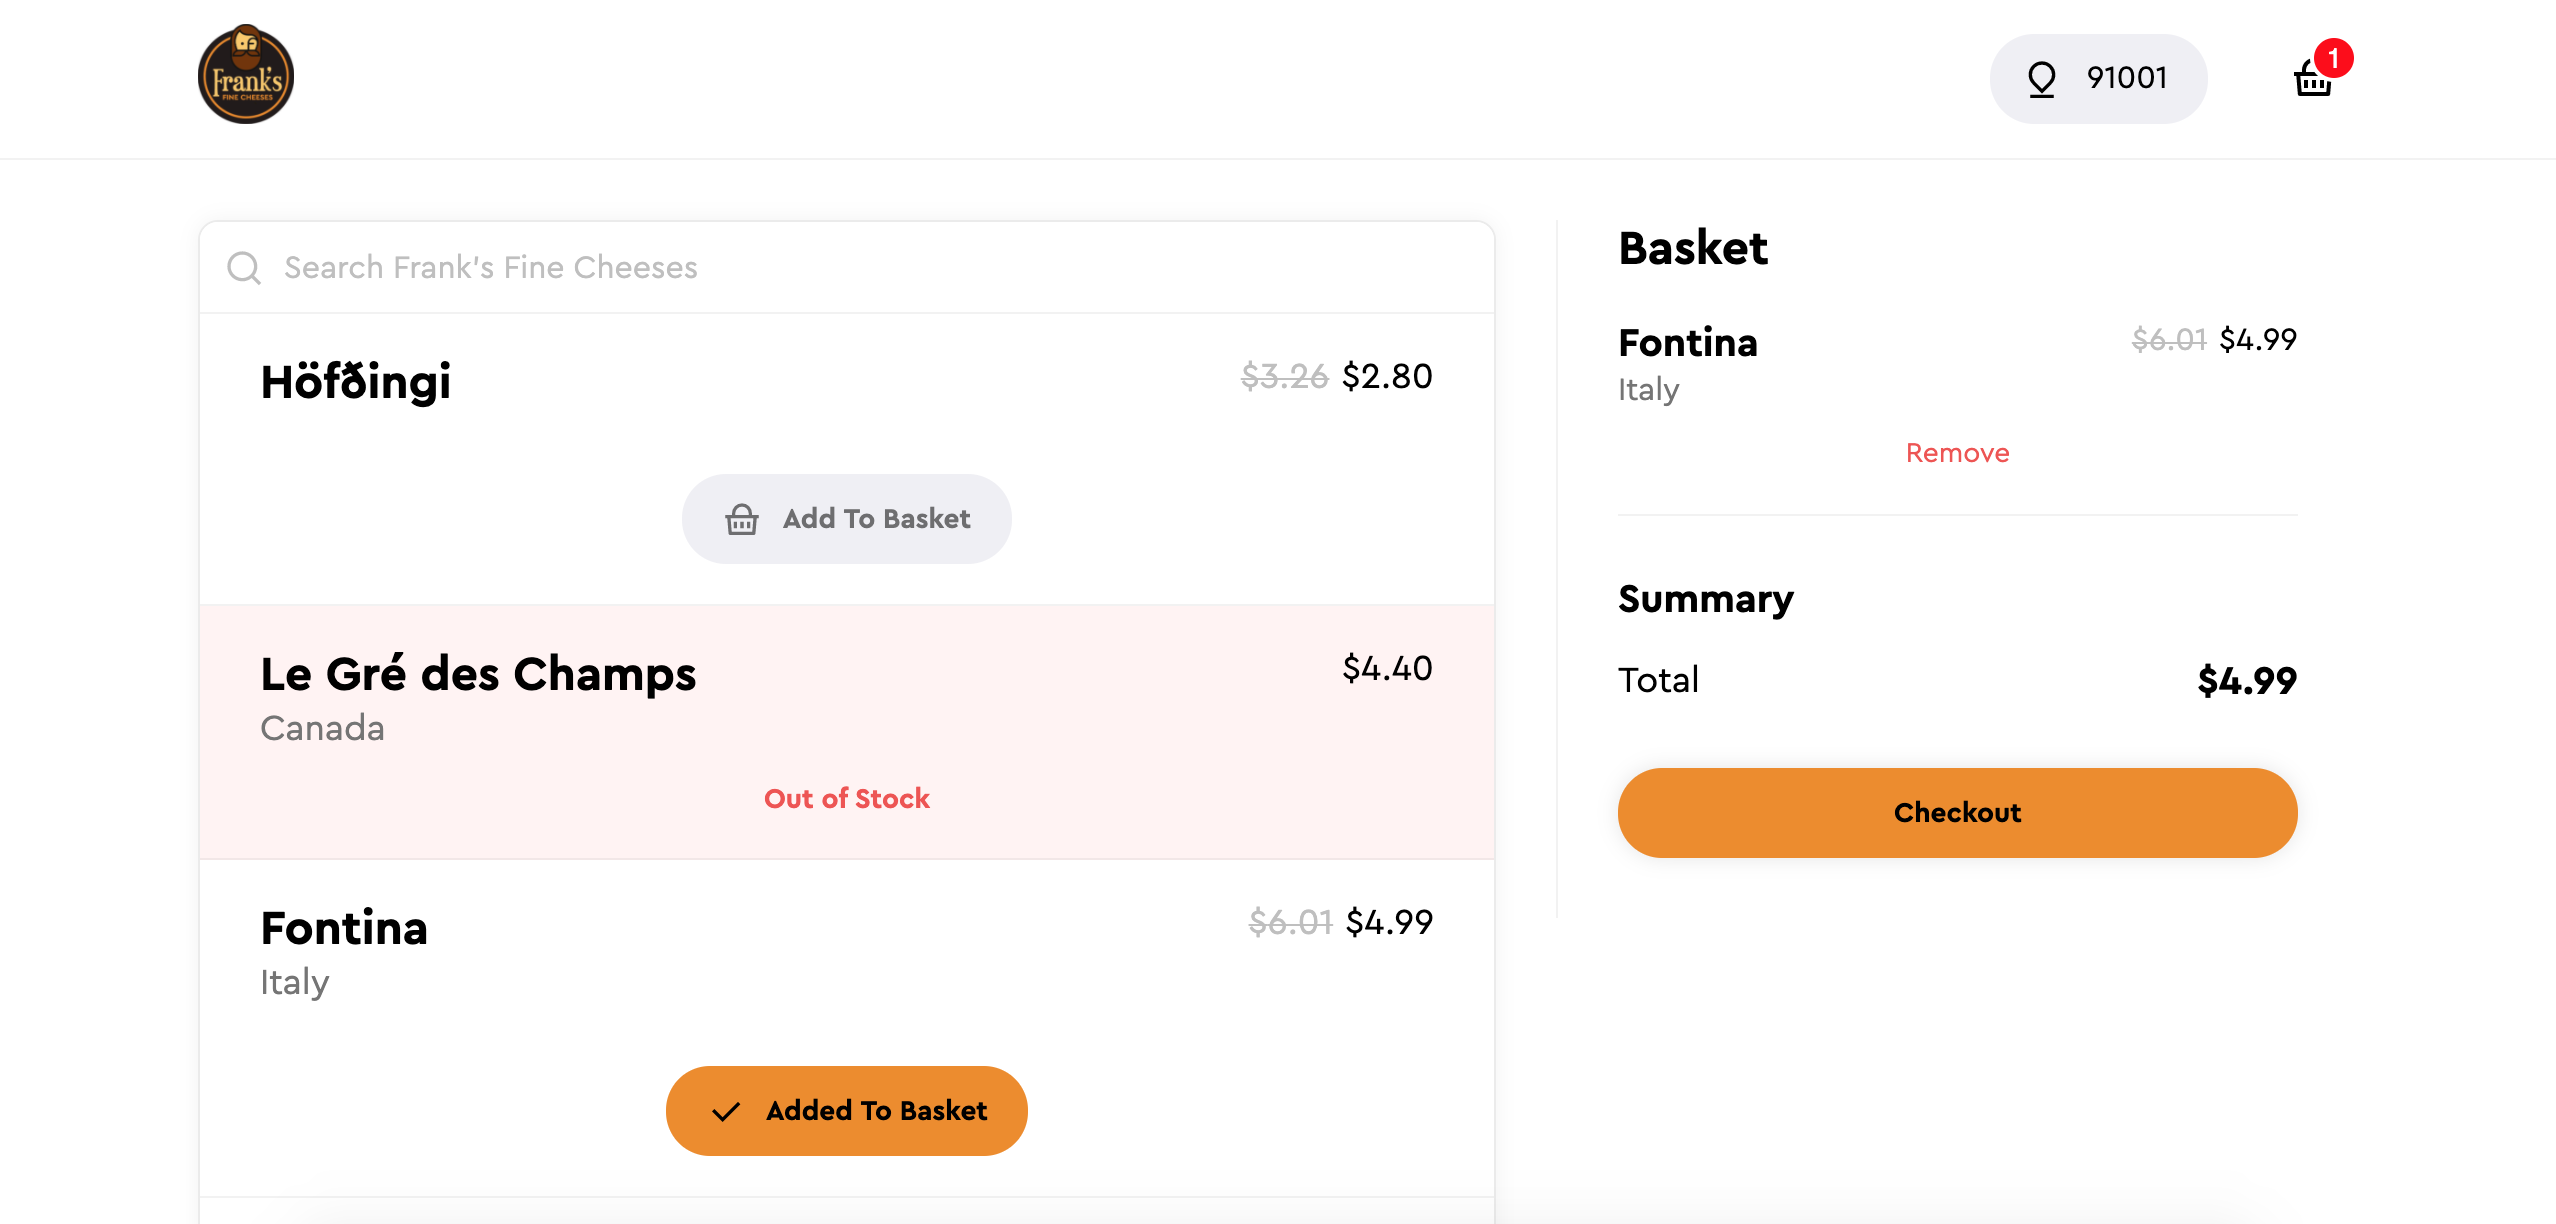 Frank's
FINE CHEESES
91001
1
Search Frank's Fine Cheeses
Höfðingi
$3.26 $2.80
Add To Basket
Le Gré des Champs
$4.40
Canada
Out of Stock
Fontina
$6.01 $4.99
Italy
Added To Basket
Basket
Fontina
$6.01 $4.99
Italy
Remove
Summary
Total
$4.99
Checkout